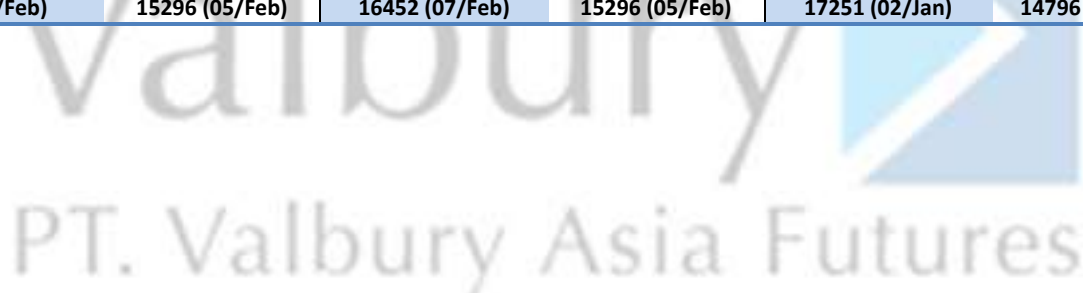 /Feb) 15296 (05/Feb) 16452 (07/Feb) 15296 (05/Feb) 17251 (02/Jan) 14796
Valbury
PT. Valbury Asia Futures